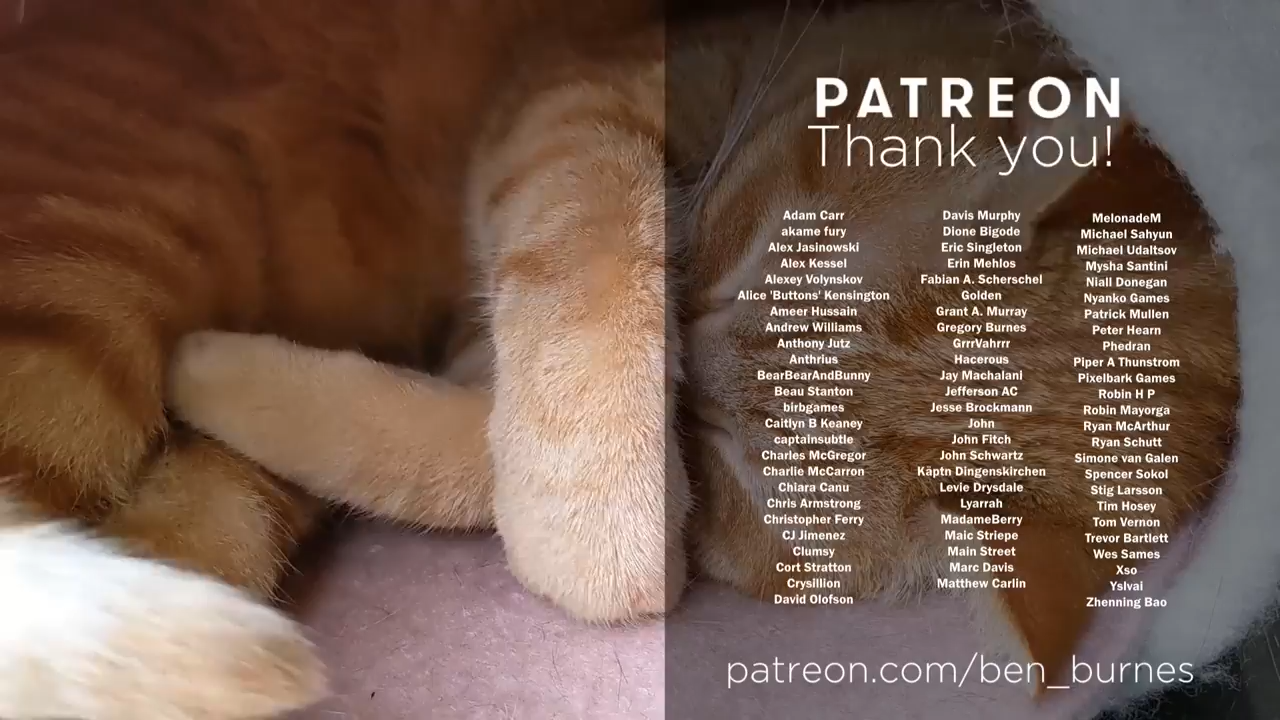 PATREON
Thank you!
Adam Carr
akame fury
Alex Jasinowski
Alex Kessel
Alexey Volynskov
Alice 'Buttons' Kensington
Ameer Hussain
Andrew Williams
Anthony Jutz
Anthrius
BearBearAndBunny
Beau Stanton
birbgames
Caitlyn B Keaney
captainsubtle
Charles McGregor
Charlie McCarron
Chiara Canu
Chris Armstrong
Christopher Ferry
CJ Jimenez
Clumsy
Cort Stratton
Crysillion
David Olofson
Davis Murphy
Dione Bigode
Eric Singleton
Erin Mehlos
Fabian A. Scherschel
Golden
Grant A. Murray
Gregory Burnes
GrrrVahrrr
Hacerous
Jay Machalani
Jefferson AC
Jesse Brockmann
John
John Fitch
John Schwartz
Käptn Dingenskirchen
Levie Drysdale
Lyarrah
MadameBerry
Maic Striepe
Main Street
Marc Davis
Matthew Carlin
MelonadeM
Michael Sahyun
Michael Udaltsov
Mysha Santini
Niall Donegan
Nyanko Games
Patrick Mullen
Peter Hearn
Phedran
Piper A Thunstrom
Pixelbark Games
Robin H P
Robin Mayorga
Ryan McArthur
Ryan Schutt
Simone van Galen
Spencer Sokol
Stig Larsson
Tim Hosey
Tom Vernon
Trevor Bartlett
Wes Sames
Xso
Yslvai
Zhenning Bao
patreon.com/ben_burnes